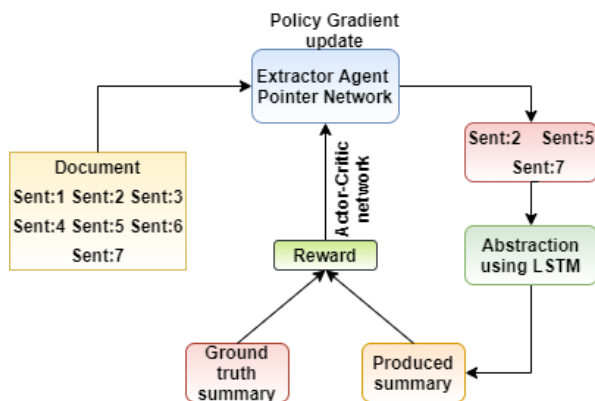 Policy Gradient
update
Extractor Agent
Pointer Network
Document
Sent:1 Sent:2 Sent:3
Sent:4 Sent:5 Sent:6
Sent:7
Sent:2 Sent:5
Sent:7
Actor-Critic
network
Reward
Abstraction
using LSTM
Ground
truth
summary
Produced
summary